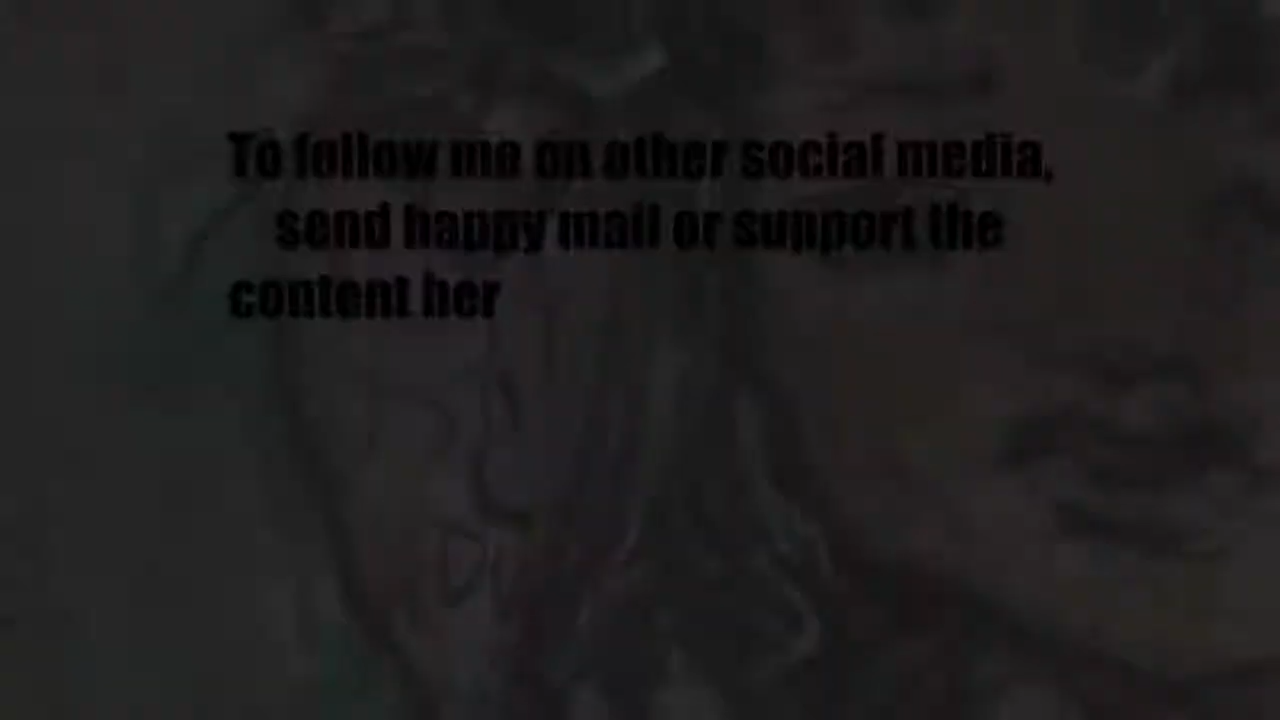 To follow me on other social media,
send happy mail or support the
content her